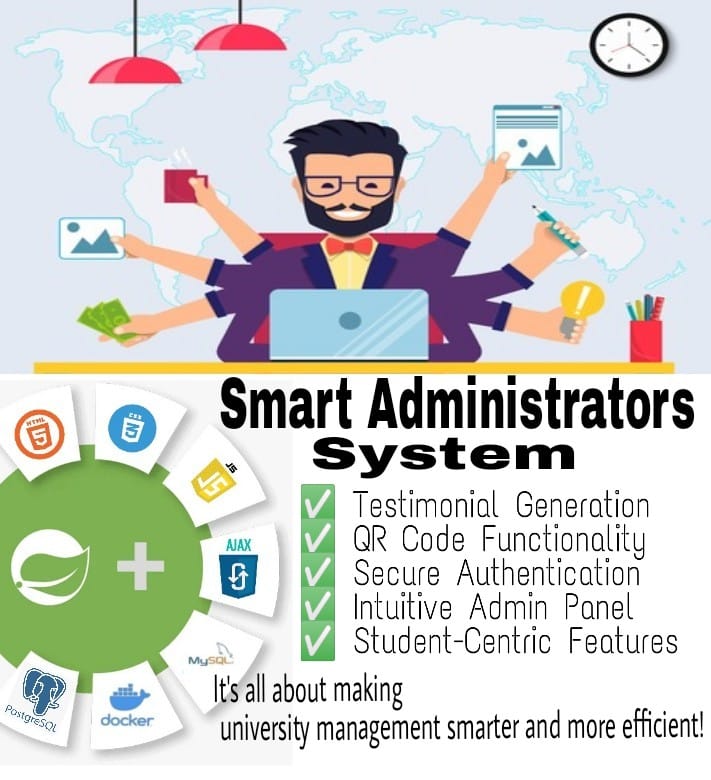 Smart Administrators
System
Testimonial Generation
QR Code Functionality
Secure Authentication
Intuitive Admin Panel
Student-Centric Features
It's all about making
university management smarter and more efficient!
HTML
5
CSS
3
JS
JS
AJAX
MySQL
PostgreSQL
docker